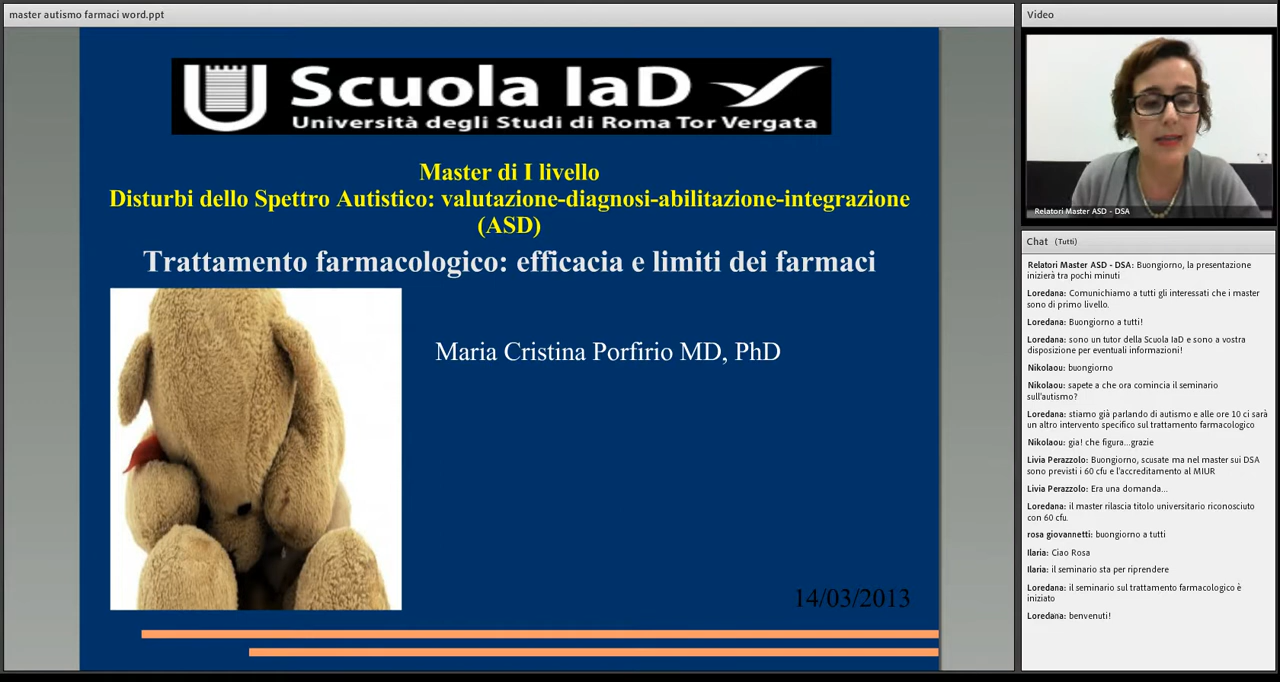 master autismo farmaci word.ppt
Scuola IaD
Università degli Studi di Roma Tor Vergata
Master di I livello
Disturbi dello Spettro Autistico: valutazione-diagnosi-abilitazione-integrazione
(ASD)
Trattamento farmacologico: efficacia e limiti dei farmaci
Maria Cristina Porfirio MD, PhD
14/03/2013
Video
Relatori Master ASD - DSA
Chat (Tutti)
Relatori Master ASD - DSA: Buongiorno, la presentazione
inizierà tra pochi minuti
Loredana: Comunichiamo a tutti gli interessati che i master
sono di primo livello.
Loredana: Buongiorno a tutti!
Loredana: sono un tutor della Scuola IaD e sono a vostra
disposizione per eventuali informazioni!
Nikolaou: buongiorno
Nikolaou: sapete a che ora comincia il seminario
sull'autismo?
Loredana: stiamo già parlando di autismo e alle ore 10 ci sarà
un altro intervento specifico sul trattamento farmacologico
Nikolaou: gia! che figura...grazie
Livia Perazzolo: Buongiorno, scusate ma nel master sui DSA
sono previsti i 60 cfu e l'accreditamento al MIUR
Livia Perazzolo: Era una domanda...
Loredana: il master rilascia titolo universitario riconosciuto
con 60 cfu.
rosa giovannetti: buongiorno a tutti
Ilaria: Ciao Rosa
Ilaria: il seminario sta per riprendere
Loredana: il seminario sul trattamento farmacologico è
iniziato
Loredana: benvenuti!